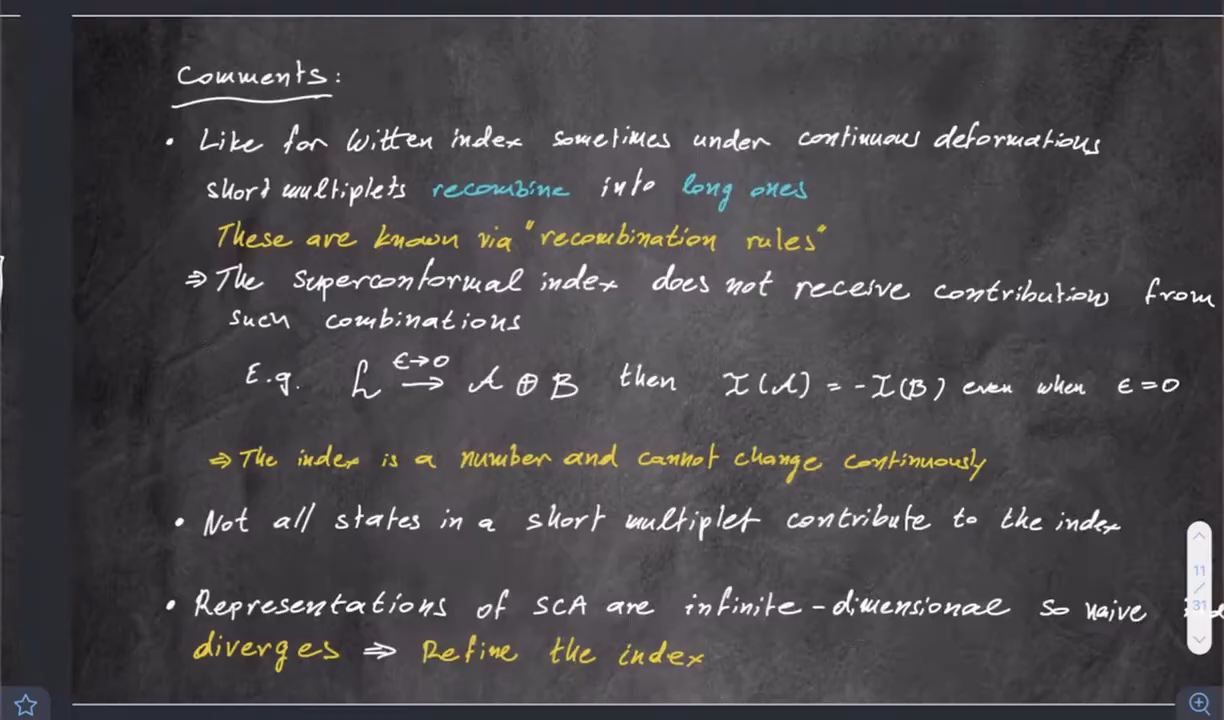 Comments:
• Like for Witten index sometimes under continuous deformations
short multiplets recombine into long ones
These are known via "recombination rules"
⇒ The superconformal index does not receive contribution from
such combinations
E.g. L —ϵ→0→ A ⊕ B then I(A) = -I(B) even when ϵ=0
⇒ The index is a number and cannot change continuously
• Not all states in a short multiplet contribute to the index
• Representations of SCA are infinite-dimensional so naive
diverges ⇒ Refine the index
11
/
31